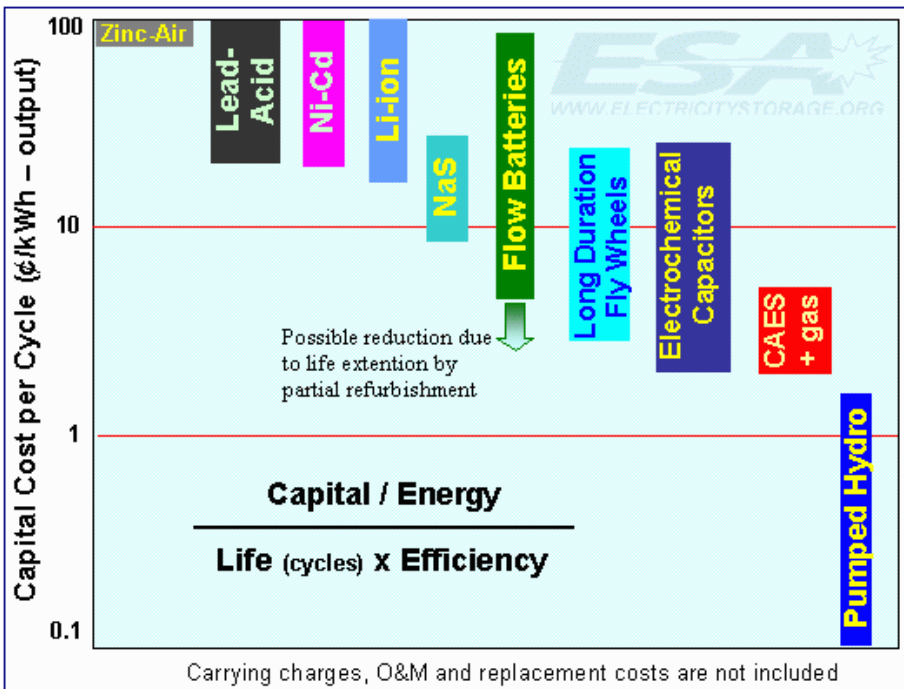 Capital Cost per Cycle (¢/kWh – output)
100
10
1
0.1
Zinc-Air
Lead-
Acid
Ni-Cd
Li-ion
NaS
Flow Batteries
Long Duration
Fly Wheels
Electrochemical
Capacitors
CAES
+ gas
Pumped Hydro
ESA
WWW.ELECTRICITYSTORAGE.ORG
Possible reduction due
to life extention by
partial refurbishment
Capital / Energy
Life (cycles) x Efficiency
Carrying charges, O&M and replacement costs are not included